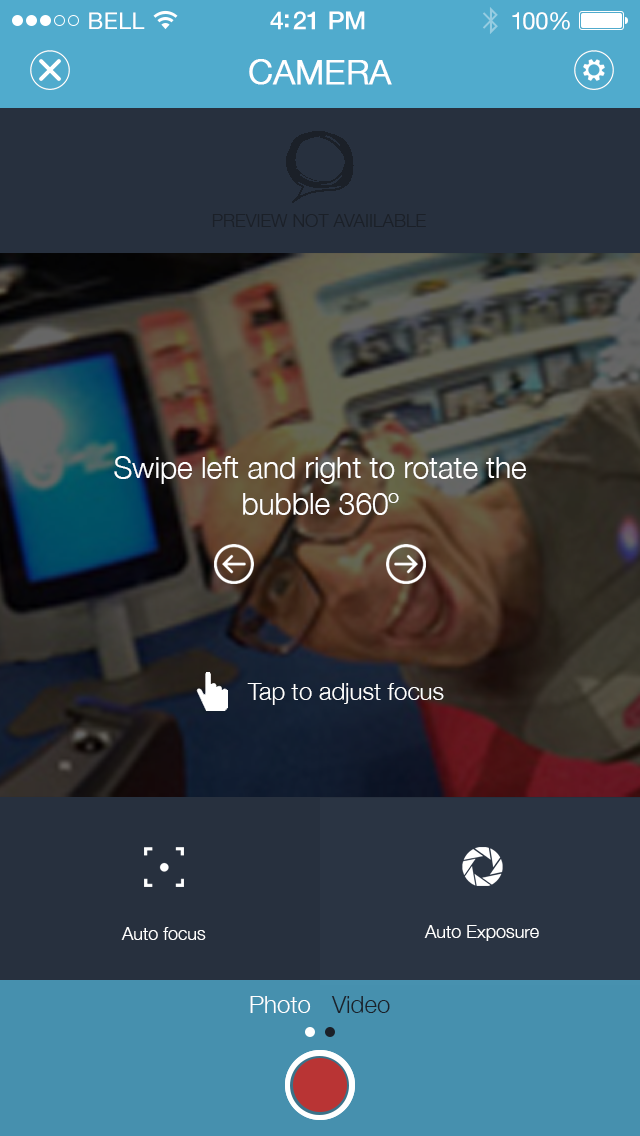 BELL 4:21 PM 100%
CAMERA
PREVIEW NOT AVAIILABLE
Swipe left and right to rotate the
bubble 360º
Tap to adjust focus
Auto focus Auto Exposure
Photo Video